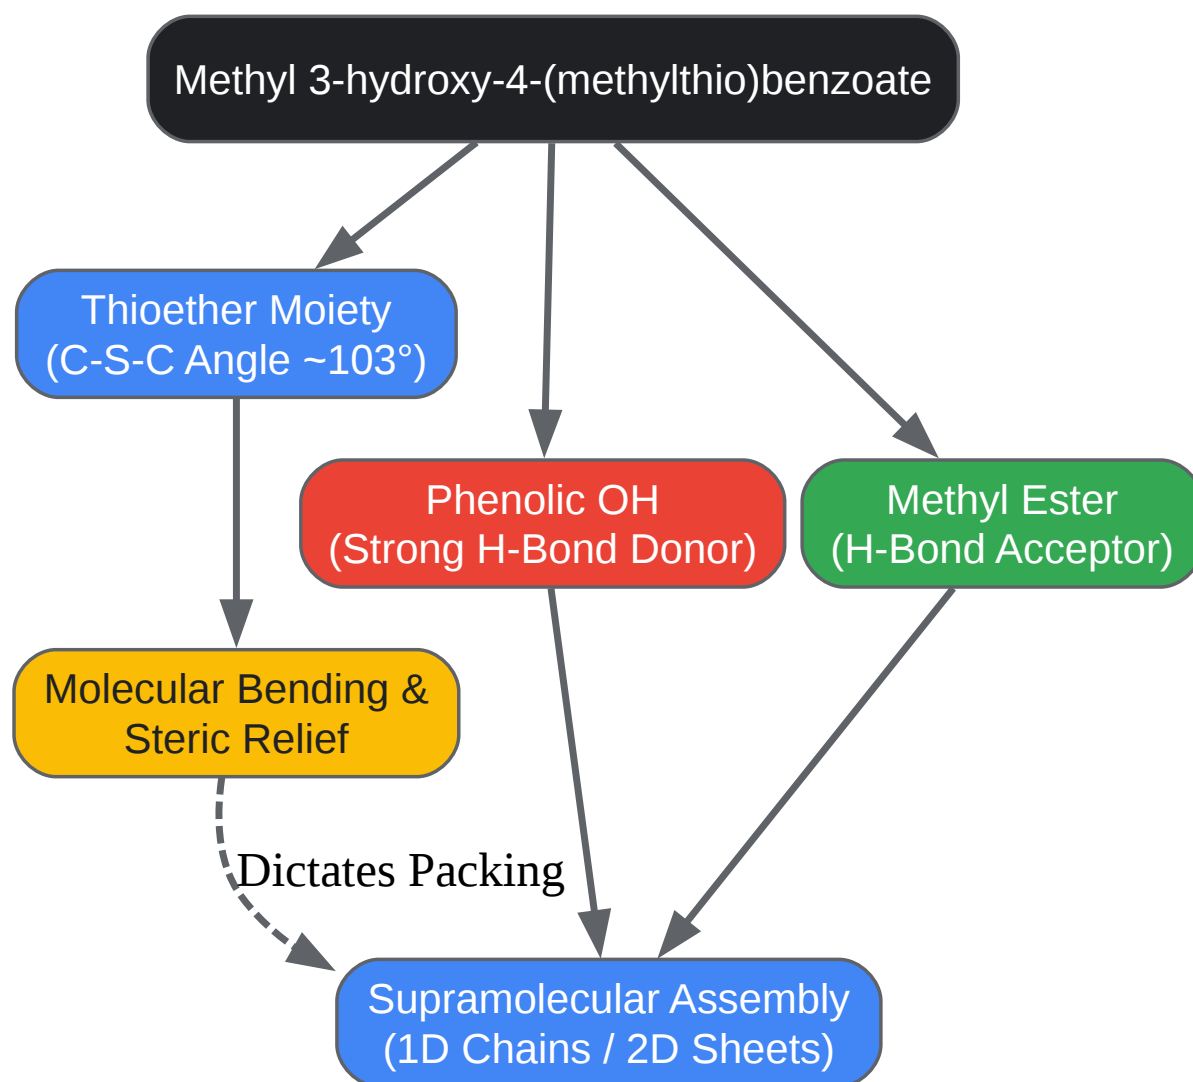 Methyl 3-hydroxy-4-(methylthio)benzoate
Thioether Moiety
(C-S-C Angle ~103°)
Phenolic OH
(Strong H-Bond Donor)
Methyl Ester
(H-Bond Acceptor)
Molecular Bending &
Steric Relief
Dictates Packing
Supramolecular Assembly
(1D Chains / 2D Sheets)